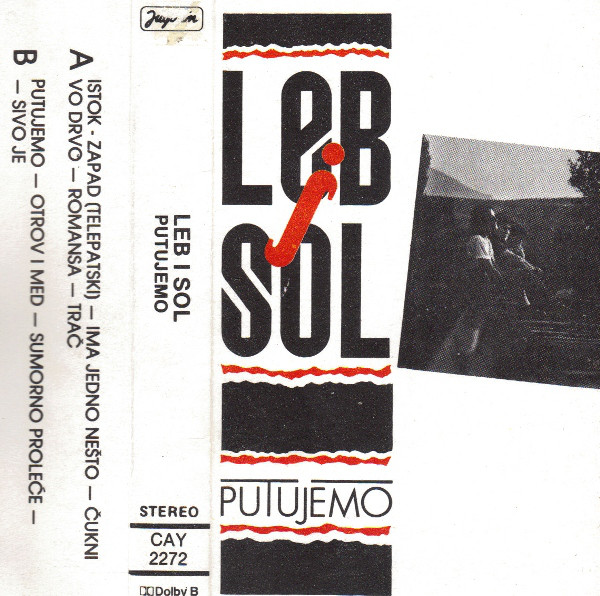 A
ISTOK - ZAPAD (TELEPATSKI) — IMA JEDNO NEŠTO — ČUKNI
VO DRVO — ROMANSA — TRAČ
B
PUTUJEMO — OTROV I MED — SUMORNO PROLEĆE —
— SIVO JE
Jugodisk
LEB I SOL
PUTUJEMO
STEREO
CAY
2272
Dolby B
LEB
i
SOL
PUTUJEMO